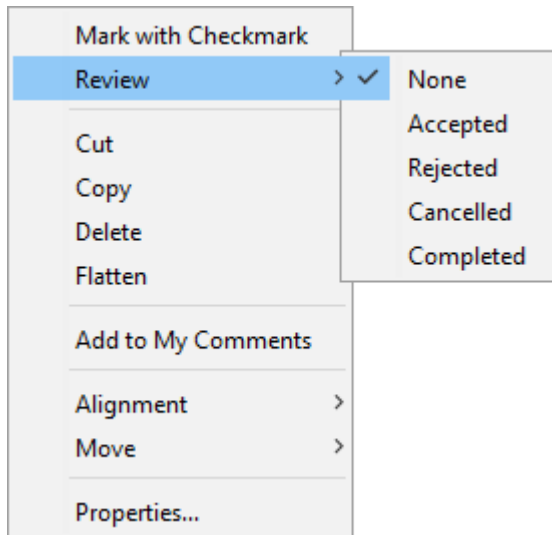 Mark with Checkmark
Review
Cut
Copy
Delete
Flatten
Add to My Comments
Alignment
Move
Properties...
None
Accepted
Rejected
Cancelled
Completed